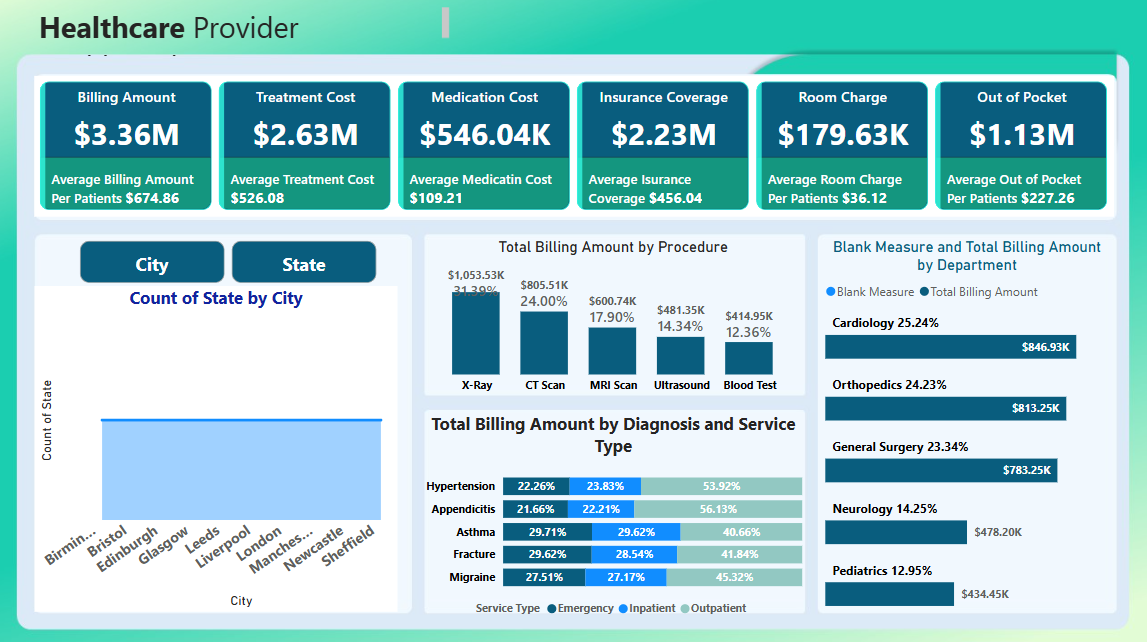 Healthcare Provider
Billing Amount
$3.36M
Average Billing Amount
Per Patients $674.86
Treatment Cost
$2.63M
Average Treatment Cost
$526.08
Medication Cost
$546.04K
Average Medicatin Cost
$109.21
Insurance Coverage
$2.23M
Average Isurance
Coverage $456.04
Room Charge
$179.63K
Average Room Charge
Per Patients $36.12
Out of Pocket
$1.13M
Average Out of Pocket
Per Patients $227.26
City
State
Count of State by City
Count of State
Birmin...
Bristol
Edinburgh
Glasgow
Leeds
Liverpool
London
Manches...
Newcastle
Sheffield
City
Total Billing Amount by Procedure
$1,053.53K
31.39%
$805.51K
24.00%
$600.74K
17.90%
$481.35K
14.34%
$414.95K
12.36%
X-Ray
CT Scan
MRI Scan
Ultrasound
Blood Test
Total Billing Amount by Diagnosis and Service
Type
Hypertension 22.26% 23.83% 53.92%
Appendicitis 21.66% 22.21% 56.13%
Asthma 29.71% 29.62% 40.66%
Fracture 29.62% 28.54% 41.84%
Migraine 27.51% 27.17% 45.32%
Service Type Emergency Inpatient Outpatient
Blank Measure and Total Billing Amount
by Department
Blank Measure Total Billing Amount
Cardiology 25.24%
$846.93K
Orthopedics 24.23%
$813.25K
General Surgery 23.34%
$783.25K
Neurology 14.25%
$478.20K
Pediatrics 12.95%
$434.45K